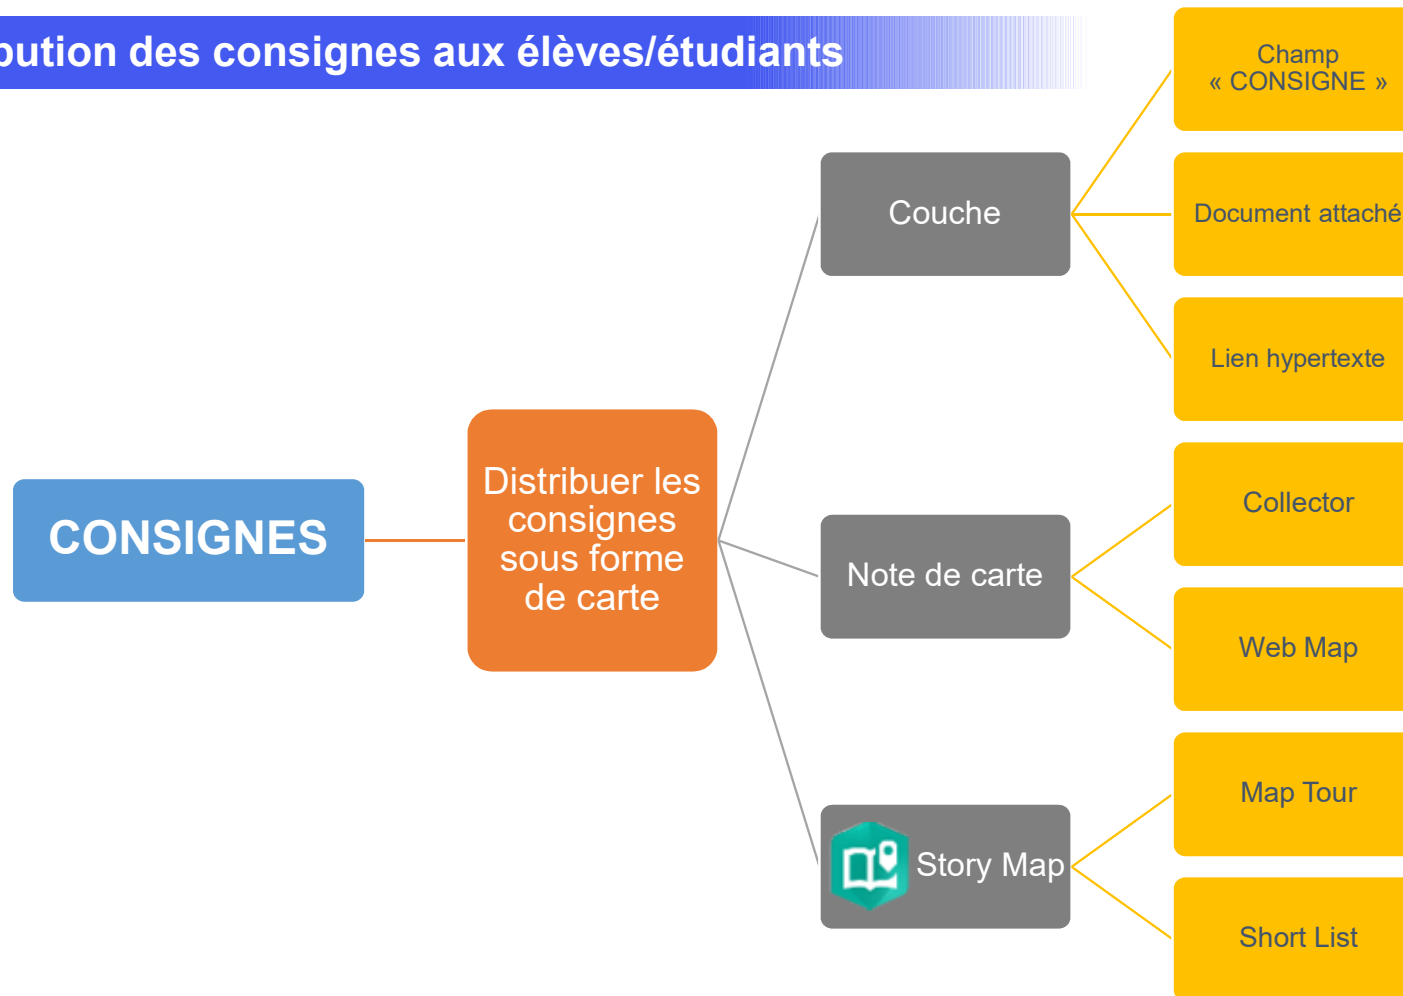 des consignes aux élèves/étudiants
Champ
« CONSIGNE »
Couche
Document attaché
Lien hypertexte
CONSIGNES
Distribuer les
consignes
sous forme
de carte
Collector
Note de carte
Web Map
Map Tour
Story Map
Short List